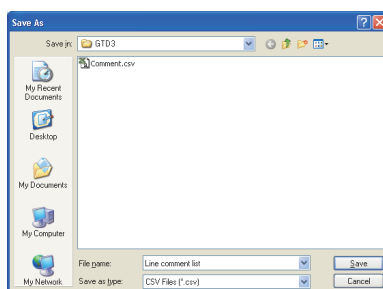 Save As
Save in: GTD3
Comment.csv
My Recent
Documents
Desktop
My Documents
My Computer
My Network
File name: Line comment list Save
Save as type: CSV Files (*.csv) Cancel